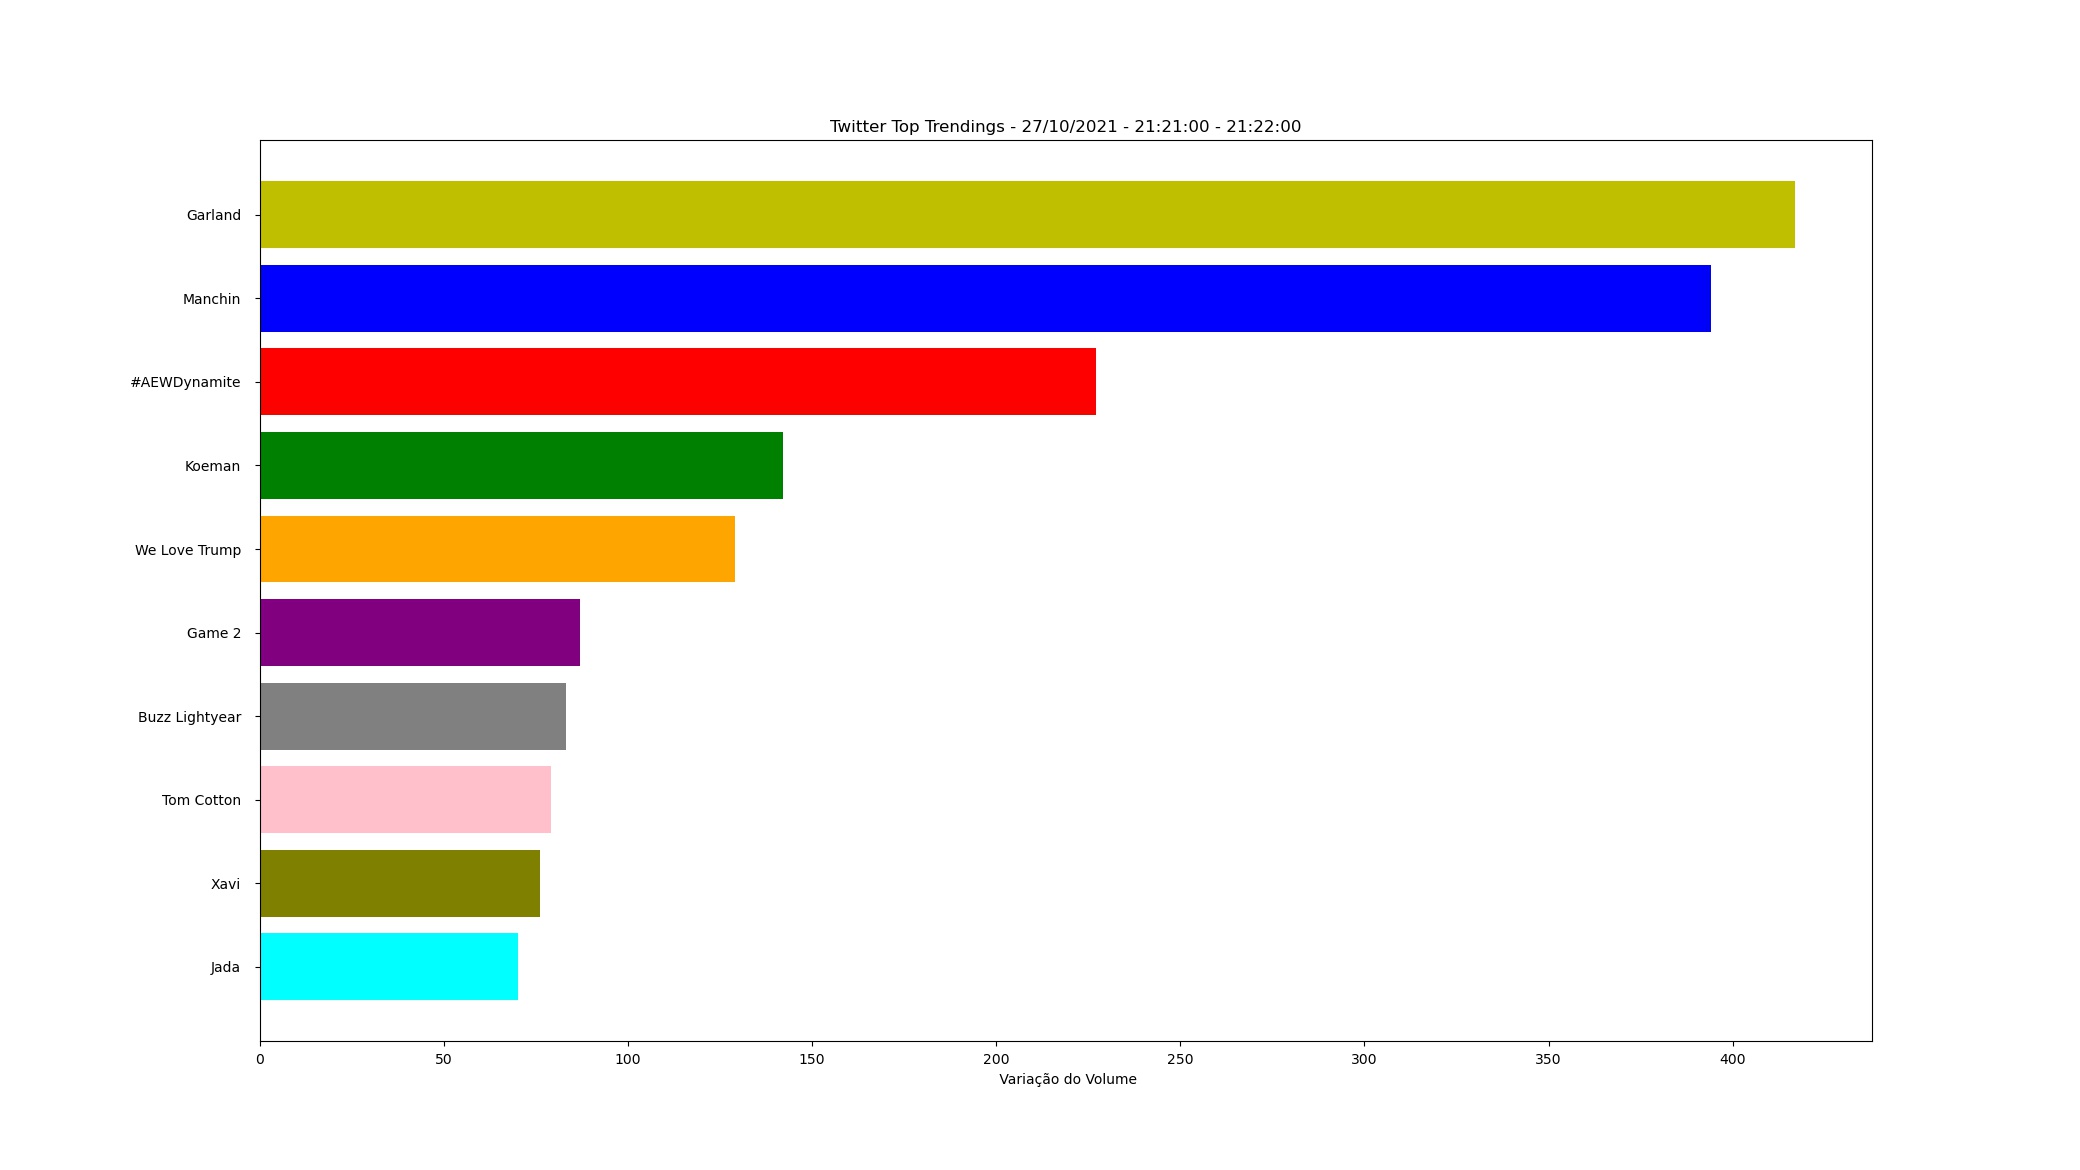 Twitter Top Trendings - 27/10/2021 - 21:21:00 - 21:22:00
Garland
Manchin
#AEWDynamite
Koeman
We Love Trump
Game 2
Buzz Lightyear
Tom Cotton
Xavi
Jada
0 50 100 150 200 250 300 350 400
Variação do Volume